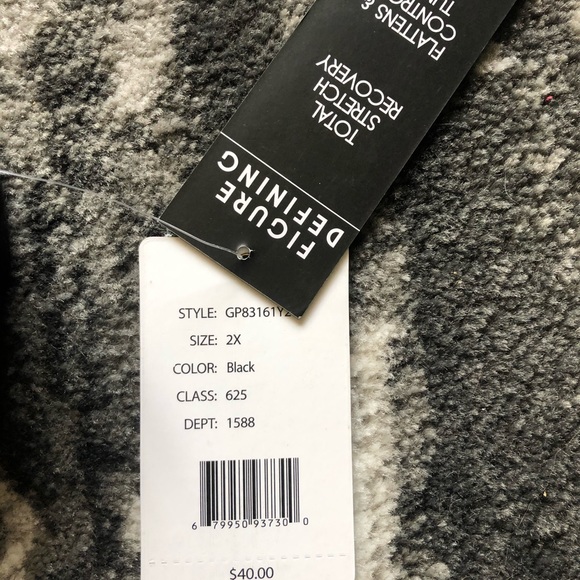 FIGURE
DEFINING
TOTAL
STRETCH
RECOVERY
FLATTENS &
STYLE: GP83161Y2
SIZE: 2X
COLOR: Black
CLASS: 625
DEPT: 1588
6 79950 93730 0
$40.00